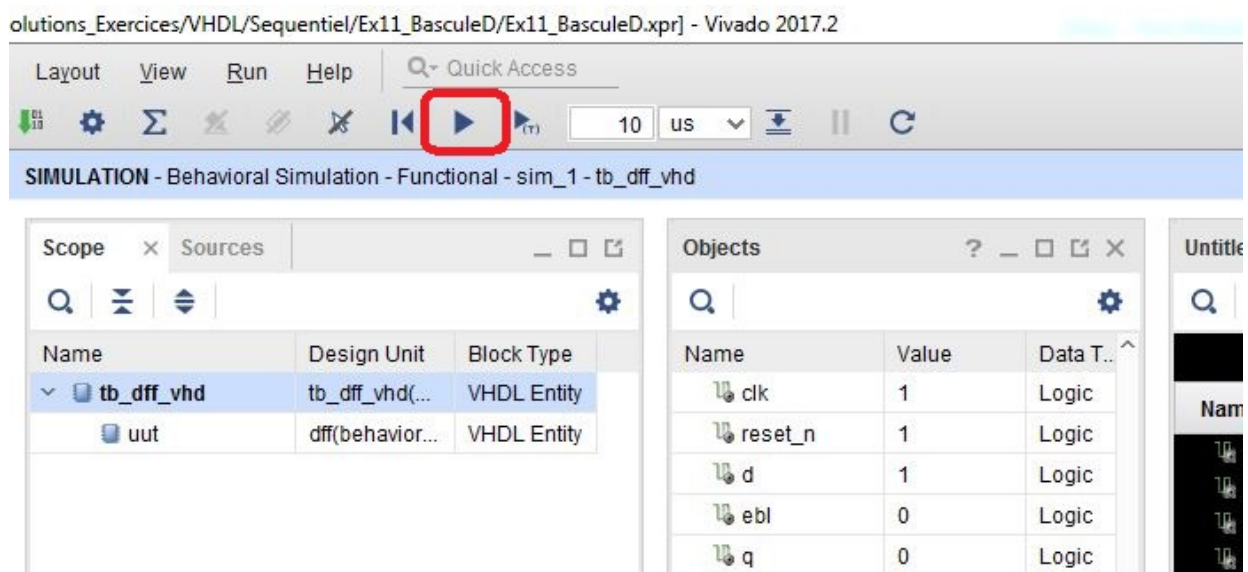 olutions_Exercices/VHDL/Sequentiel/Ex11_BasculeD/Ex11_BasculeD.xpr] - Vivado 2017.2
Layout View Run Help Quick Access
01 10 (T) 10 us
SIMULATION - Behavioral Simulation - Functional - sim_1 - tb_dff_vhd
Scope Sources Objects ? Untitle
Name Design Unit Block Type Name Value Data T..
tb_dff_vhd tb_dff_vhd(... VHDL Entity clk 1 Logic
Nam
uut dff(behavior... VHDL Entity reset_n 1 Logic
d 1 Logic
ebl 0 Logic
q 0 Logic